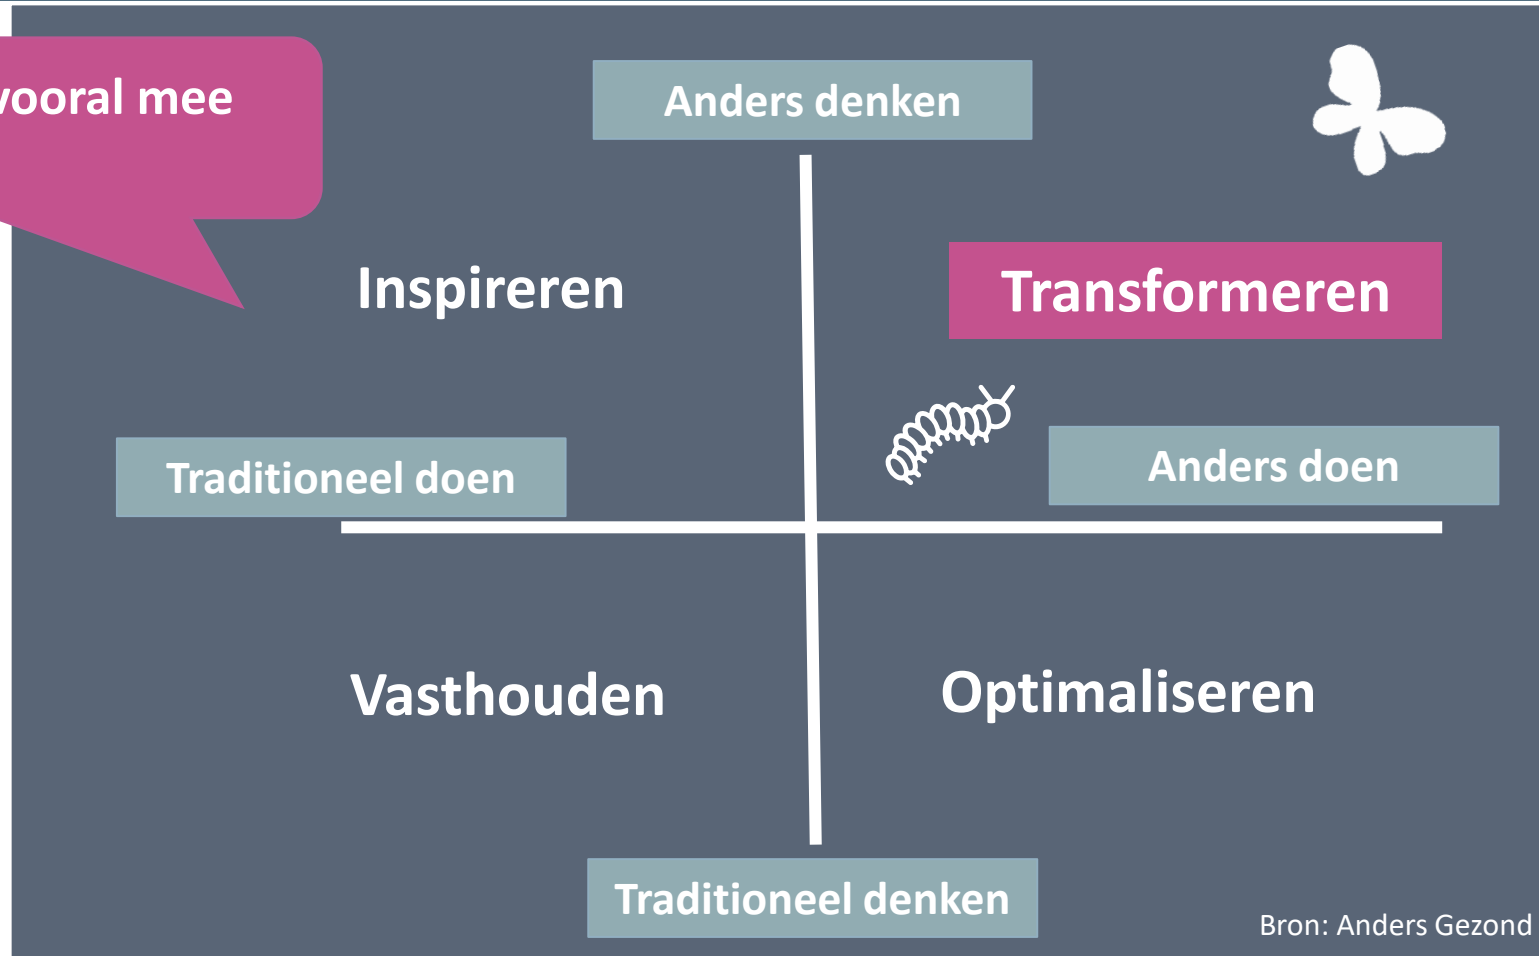 vooral mee
Anders denken
Inspireren
Transformeren
Traditioneel doen
Anders doen
Vasthouden
Optimaliseren
Traditioneel denken
Bron: Anders Gezond